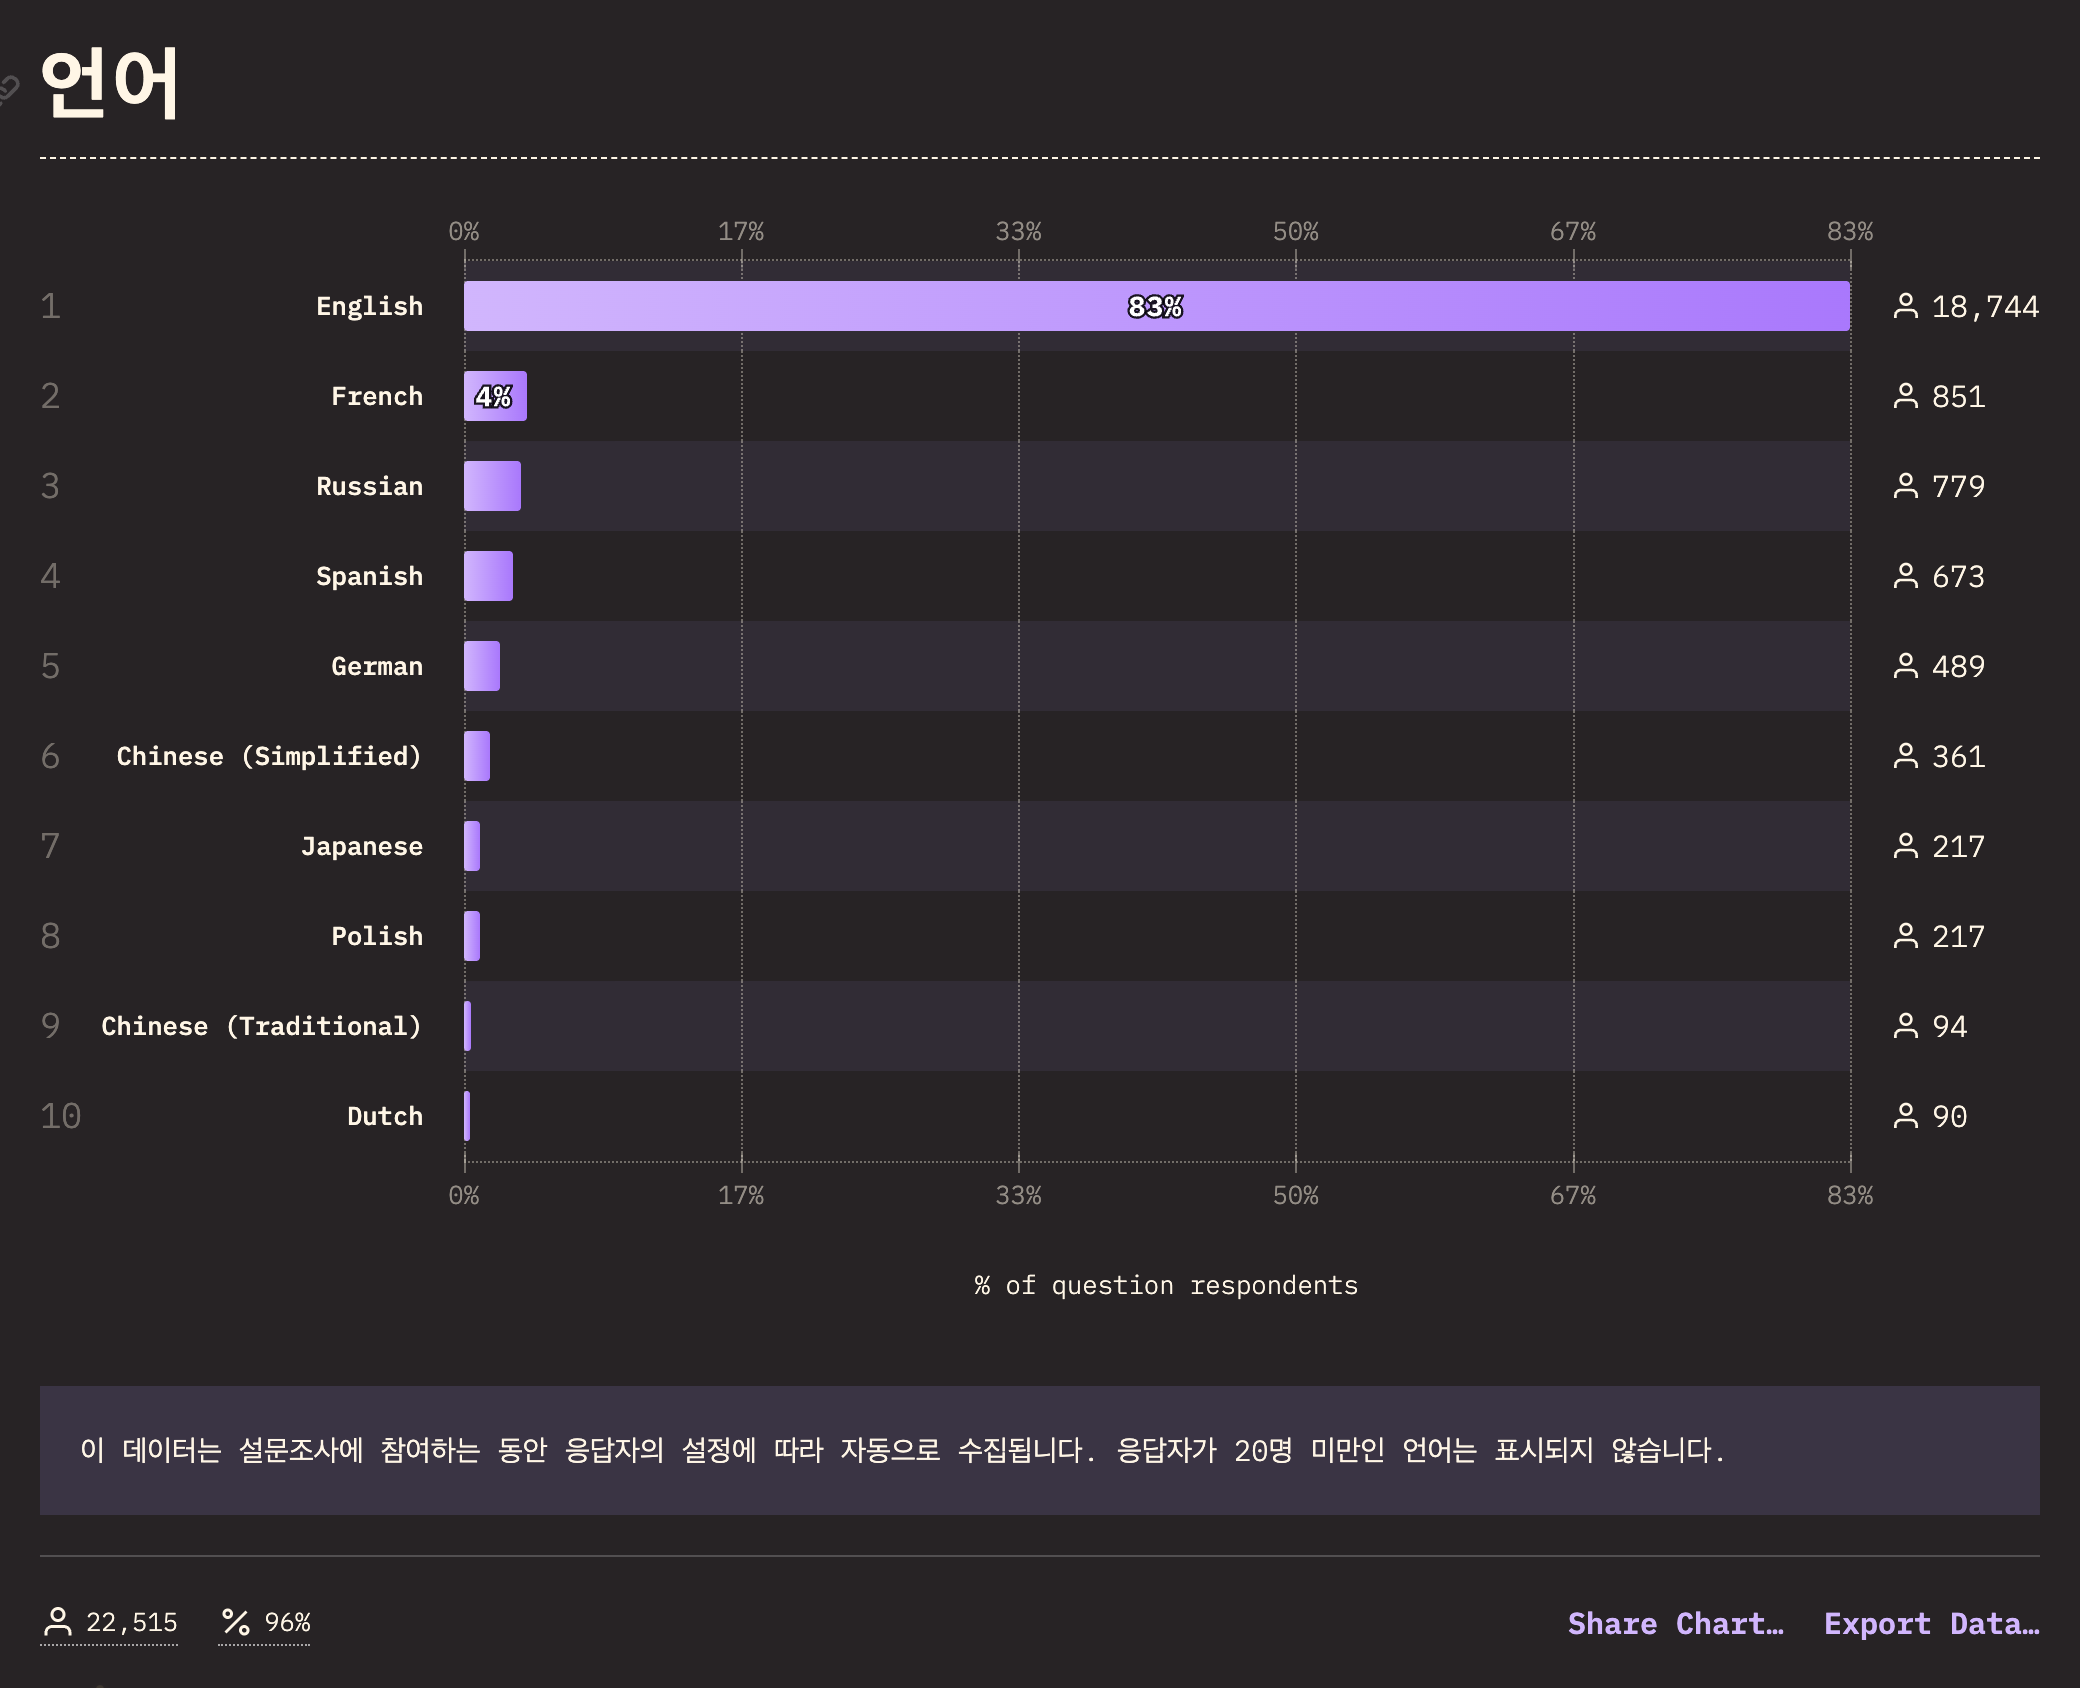 언어
0% 17% 33% 50% 67% 83%
1 English 83% 18,744
2 French 4% 851
3 Russian 779
4 Spanish 673
5 German 489
6 Chinese (Simplified) 361
7 Japanese 217
8 Polish 217
9 Chinese (Traditional) 94
10 Dutch 90
0% 17% 33% 50% 67% 83%
% of question respondents
이 데이터는 설문조사에 참여하는 동안 응답자의 설정에 따라 자동으로 수집됩니다. 응답자가 20명 미만인 언어는 표시되지 않습니다.
22,515 96% Share Chart… Export Data…